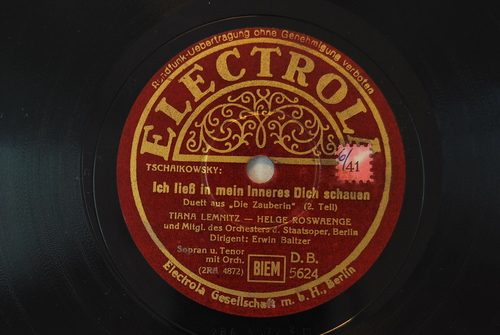 Rundfunk-Uebertragung ohne Genehmigung verboten
ELECTROLA
6/41
TSCHAIKOWSKY:
Ich ließ in mein Inneres Dich schauen
Duett aus „Die Zauberin" (2. Teil)
TIANA LEMNITZ — HELGE ROSWAENGE
und Mitgl. des Orchesters d. Staatsoper, Berlin
Dirigent: Erwin Baltzer
Sopran u. Tenor
mit Orch.
(2RA 4872)
BIEM
D.B.
5624
Electrola Gesellschaft m. b. H., Berlin